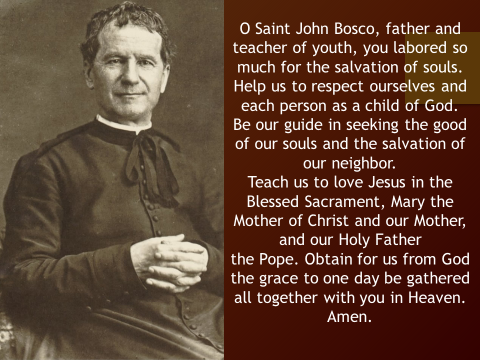 O Saint John Bosco, father and
teacher of youth, you labored so
much for the salvation of souls.
Help us to respect ourselves and
each person as a child of God.
Be our guide in seeking the good
of our souls and the salvation of
our neighbor.
Teach us to love Jesus in the
Blessed Sacrament, Mary the
Mother of Christ and our Mother,
and our Holy Father
the Pope. Obtain for us from God
the grace to one day be gathered
all together with you in Heaven.
Amen.